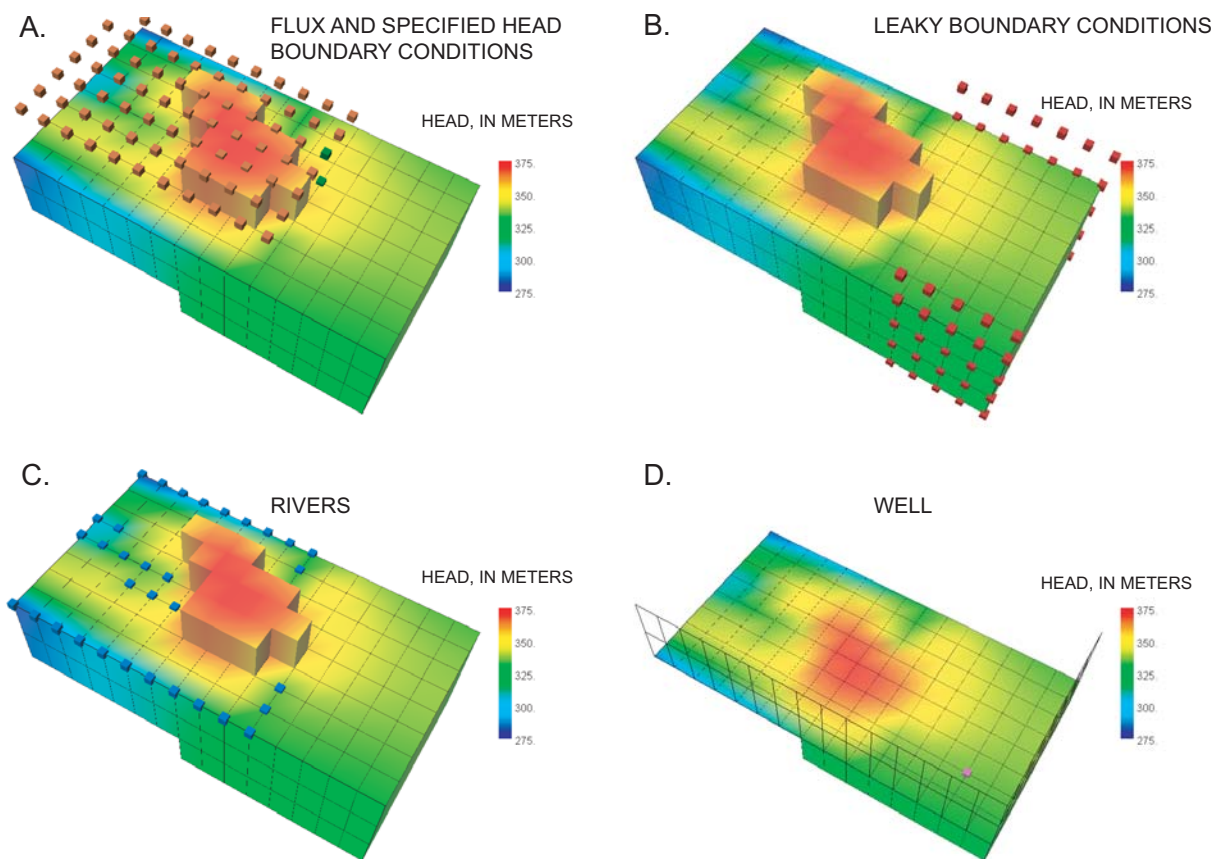 A.
FLUX AND SPECIFIED HEAD
BOUNDARY CONDITIONS
HEAD, IN METERS
375.
350.
325.
300.
275.
B.
LEAKY BOUNDARY CONDITIONS
HEAD, IN METERS
375.
350.
325.
300.
275.
C.
RIVERS
HEAD, IN METERS
375.
350.
325.
300.
275.
D.
WELL
HEAD, IN METERS
375.
350.
325.
300.
275.